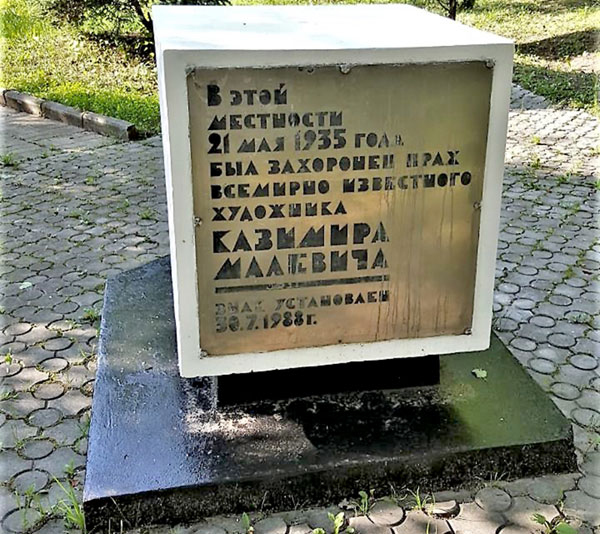 В этой
местности
21 мая 1935 года
был захоронен прах
всемирно известного
художника
КАЗИМИРА
МАЛЕВИЧА
знак установлен
30.7.1988 г.